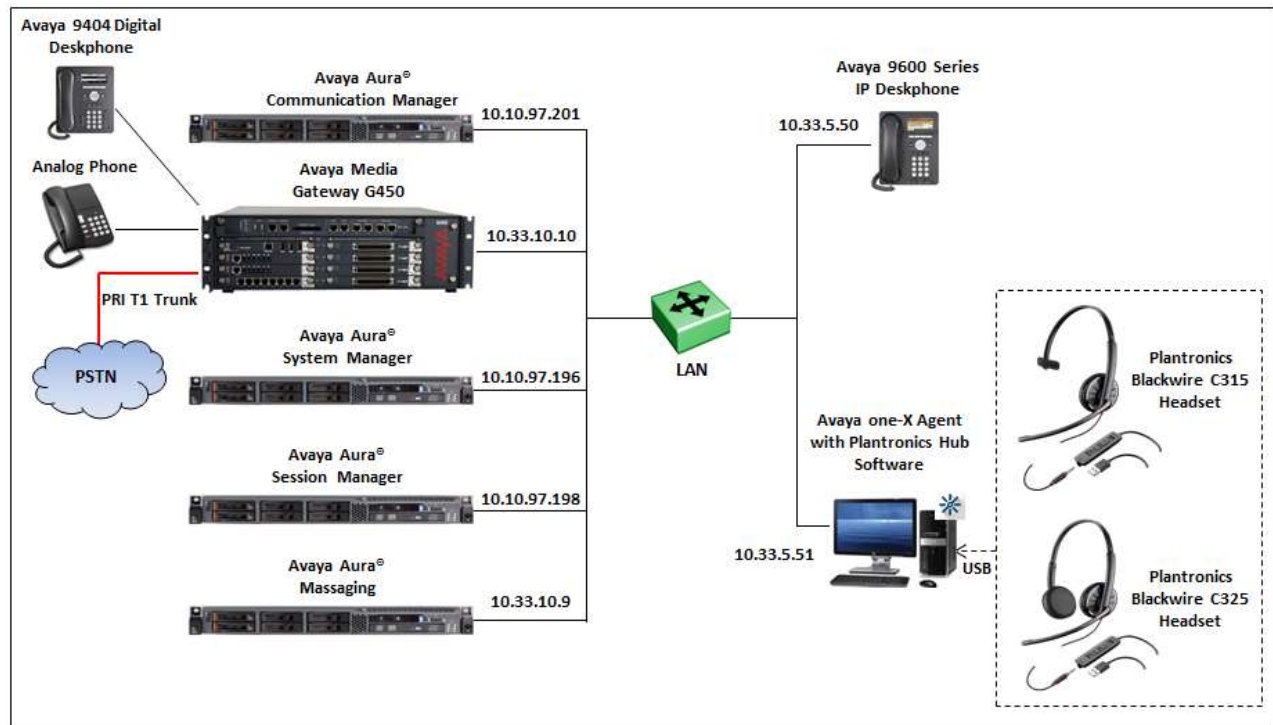 Avaya 9404 Digital
Deskphone
Avaya Aura®
Communication Manager
10.10.97.201
Analog Phone
Avaya Media
Gateway G450
AVAYA
10.33.10.10
PRI T1 Trunk
PSTN
Avaya Aura®
System Manager
10.10.97.196
Avaya Aura®
Session Manager
10.10.97.198
Avaya Aura®
Massaging
10.33.10.9
LAN
Avaya 9600 Series
IP Deskphone
10.33.5.50
Avaya one-X Agent
with Plantronics Hub
Software
10.33.5.51
USB
Plantronics
Blackwire C315
Headset
Plantronics
Blackwire C325
Headset